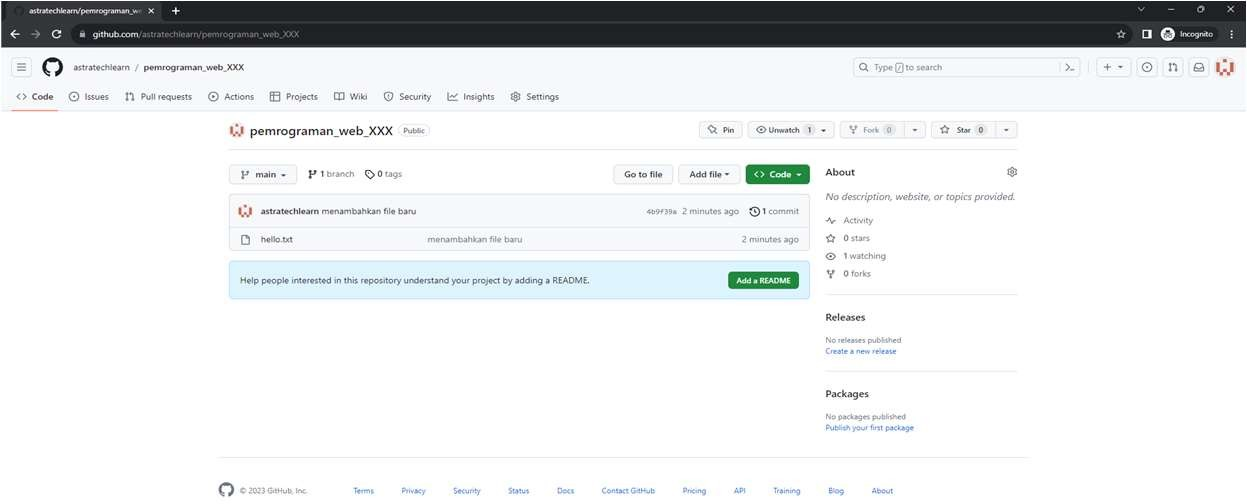 astratechlearn/pemrograman_we
github.com/astratechlearn/pemrograman_web_XXX
Incognito
astratechlearn / pemrograman_web_XXX
Type / to search
Code Issues Pull requests Actions Projects Wiki Security Insights Settings
pemrograman_web_XXX Public
Pin Unwatch 1 Fork 0 Star 0
main 1 branch 0 tags Go to file Add file Code
astratechlearn menambahkan file baru 4b9f39a 2 minutes ago 1 commit
hello.txt menambahkan file baru 2 minutes ago
Help people interested in this repository understand your project by adding a README. Add a README
About
No description, website, or topics provided.
Activity
0 stars
1 watching
0 forks
Releases
No releases published
Create a new release
Packages
No packages published
Publish your first package
© 2023 GitHub, Inc. Terms Privacy Security Status Docs Contact GitHub Pricing API Training Blog About